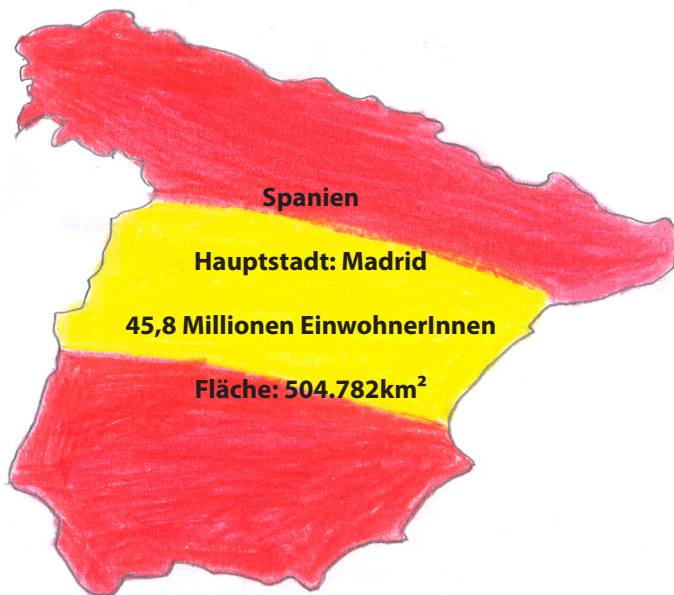 Spanien
Hauptstadt: Madrid
45,8 Millionen EinwohnerInnen
Fläche: 504.782km²